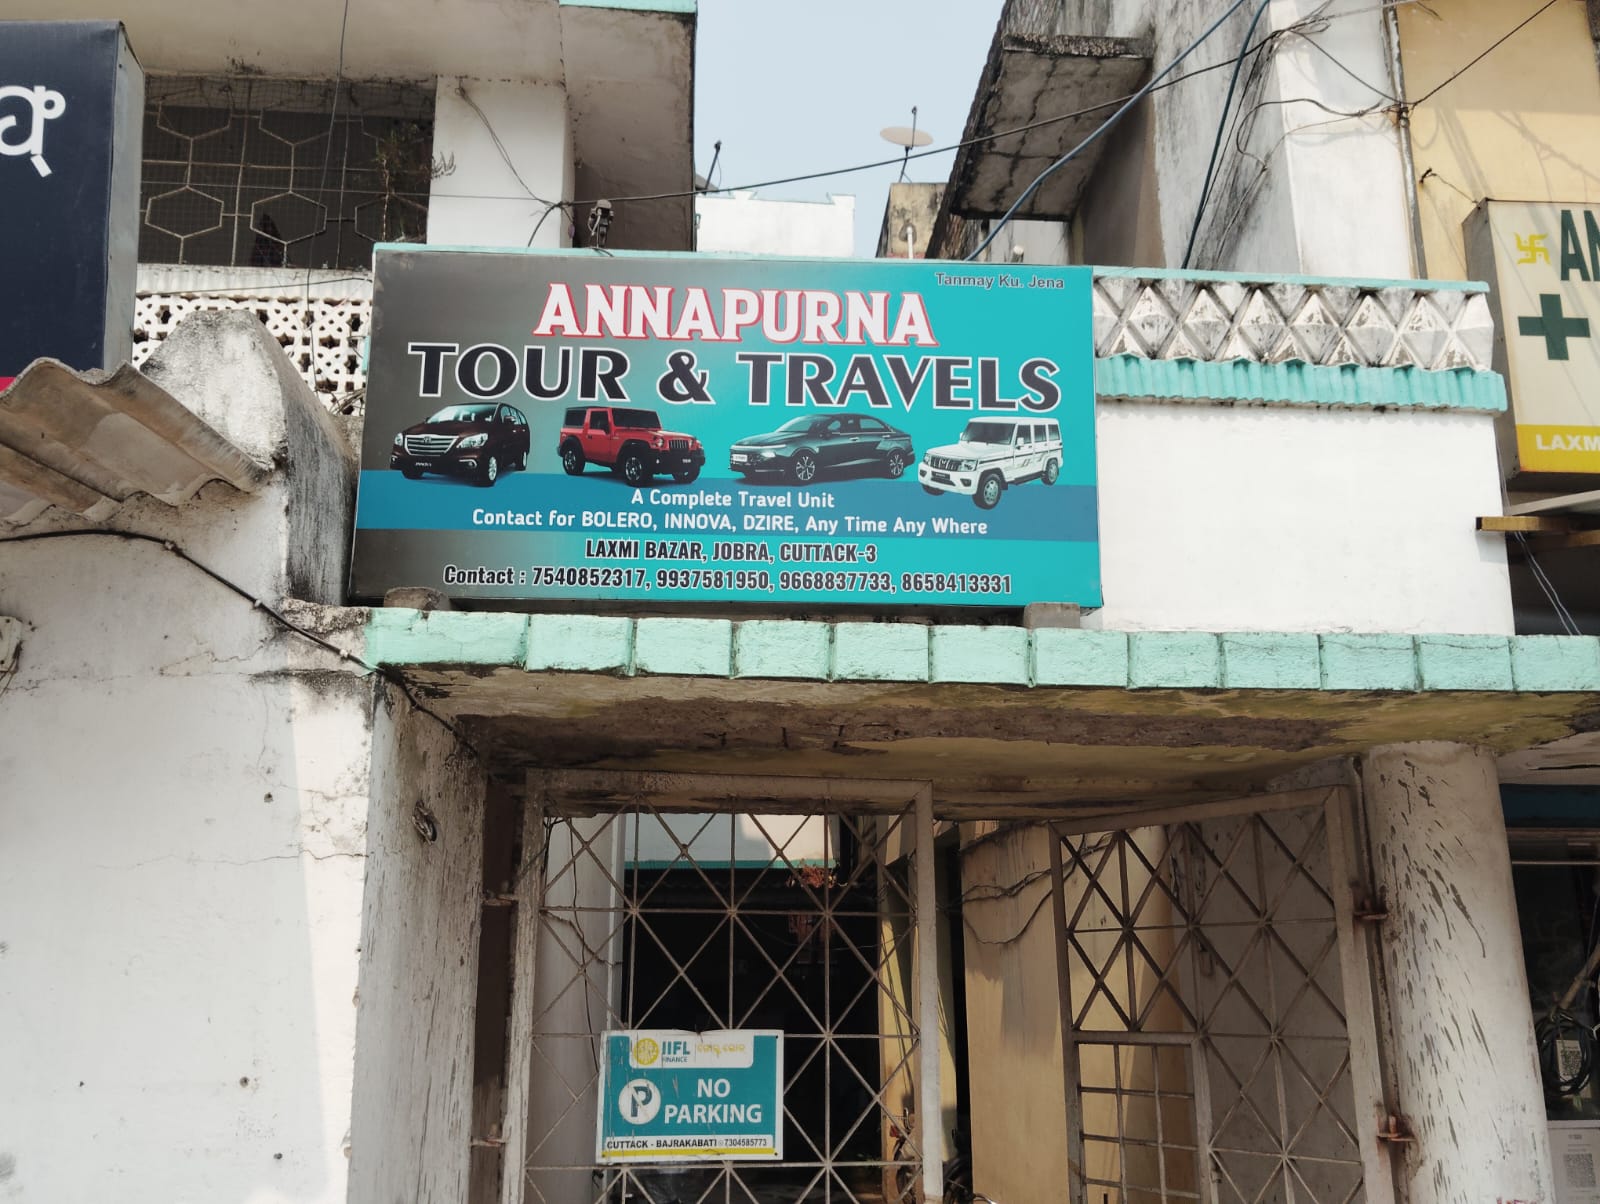 Tanmay Ku. Jena
ANNAPURNA
TOUR & TRAVELS
A Complete Travel Unit
Contact for BOLERO, INNOVA, DZIRE, Any Time Any Where
LAXMI BAZAR, JOBRA, CUTTACK-3
Contact : 7540852317, 9937581950, 9668837733, 8658413331
IIFL
FINANCE
ଗୋଲ୍ଡ ଲୋନ୍
NO
PARKING
CUTTACK - BAJRAKABATI 7304585773